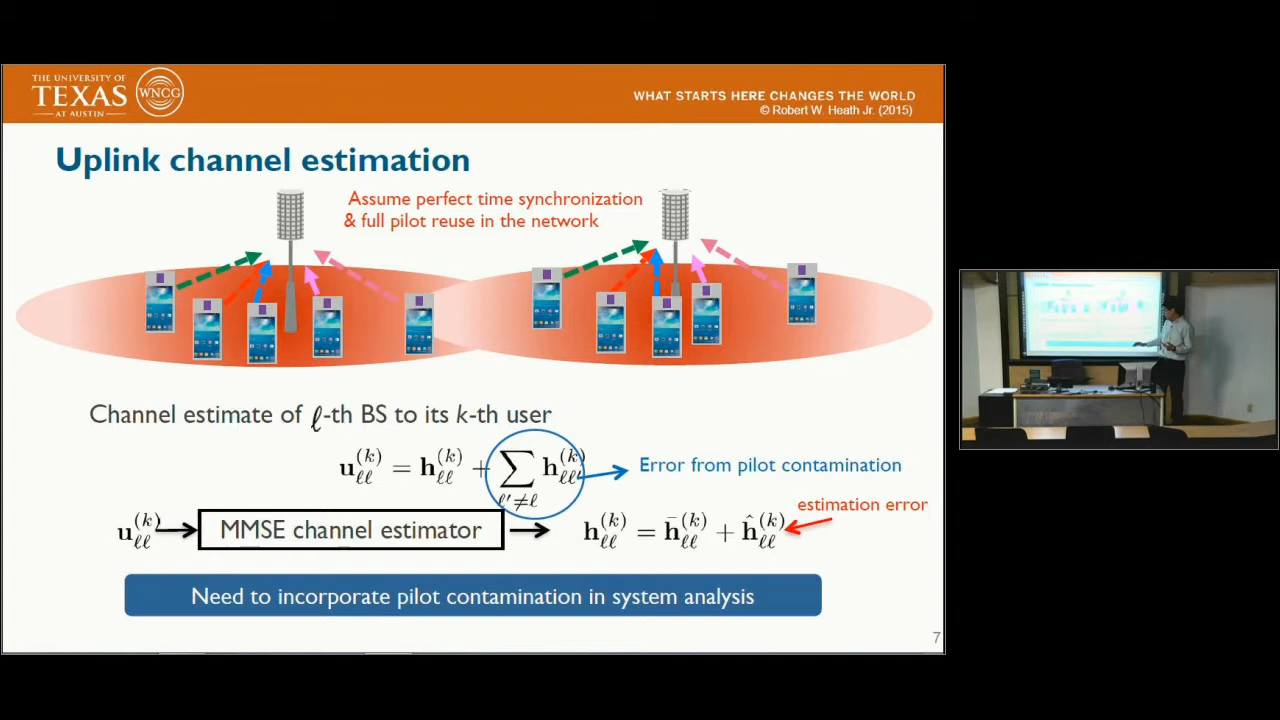 THE UNIVERSITY OF
TEXAS
AT AUSTIN
WNCG
WHAT STARTS HERE CHANGES THE WORLD
© Robert W. Heath Jr. (2015)
Uplink channel estimation
Assume perfect time synchronization
& full pilot reuse in the network
Channel estimate of ℓ-th BS to its k-th user
u_{ℓℓ}^{(k)} = h_{ℓℓ}^{(k)} + ∑_{ℓ'≠ℓ} h_{ℓℓ'}^{(k)}
Error from pilot contamination
estimation error
u_{ℓℓ}^{(k)}
MMSE channel estimator
h_{ℓℓ}^{(k)} = \bar{h}_{ℓℓ}^{(k)} + \hat{h}_{ℓℓ}^{(k)}
Need to incorporate pilot contamination in system analysis
7